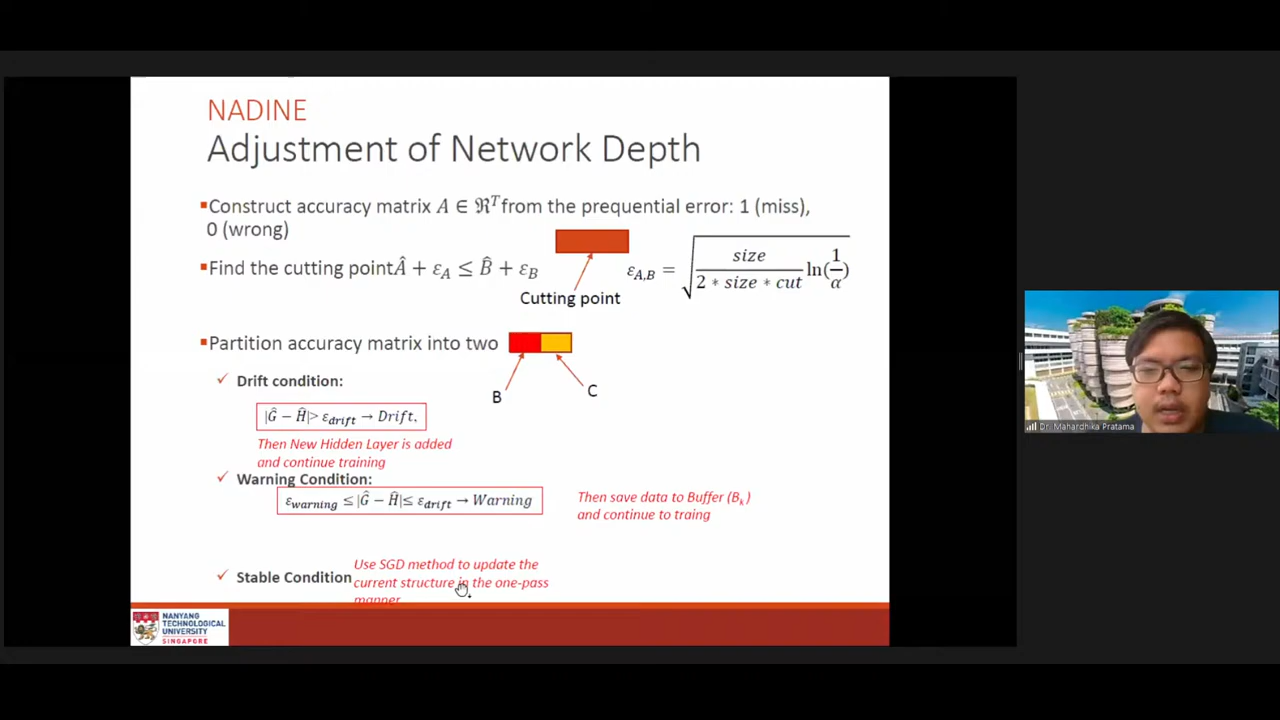 NADINE
Adjustment of Network Depth
▪Construct accuracy matrix A ∈ ℜᵀ from the prequential error: 1 (miss),
0 (wrong)
▪Find the cutting point Â + ε_A ≤ B̂ + ε_B
ε_A,B = √(size / (2 * size * cut) ln(1/α))
Cutting point
▪Partition accuracy matrix into two
B
C
✓ Drift condition:
|Ĝ − Ĥ|> ε_drift → Drift.
Then New Hidden Layer is added
and continue training
✓ Warning Condition:
ε_warning ≤ |Ĝ − Ĥ|≤ ε_drift → Warning
Then save data to Buffer (B_k)
and continue to traing
✓ Stable Condition
Use SGD method to update the
current structure in the one-pass
manner
NANYANG
TECHNOLOGICAL
UNIVERSITY
SINGAPORE
Dr. Mahardhika Pratama